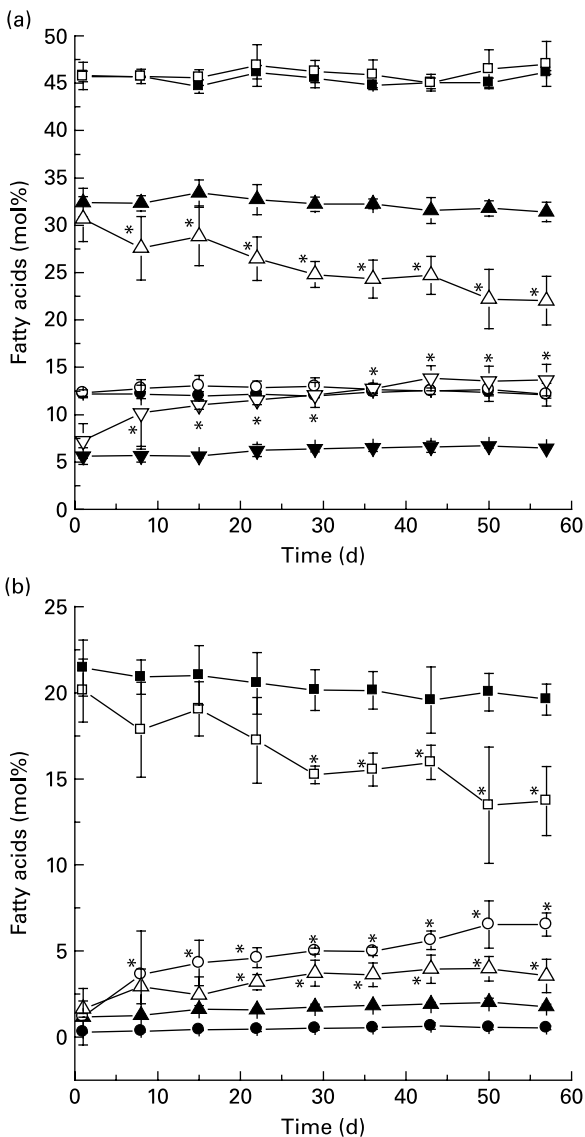 (a)
50
45
40
35
30
25
20
15
10
5
0
Fatty acids (mol%)
* * * * * * * *
* * * *
* * * *
0 10 20 30 40 50 60
Time (d)
(b)
25
20
15
10
5
0
Fatty acids (mol%)
* * * * *
* * * * * * * *
* * * * * *
0 10 20 30 40 50 60
Time (d)